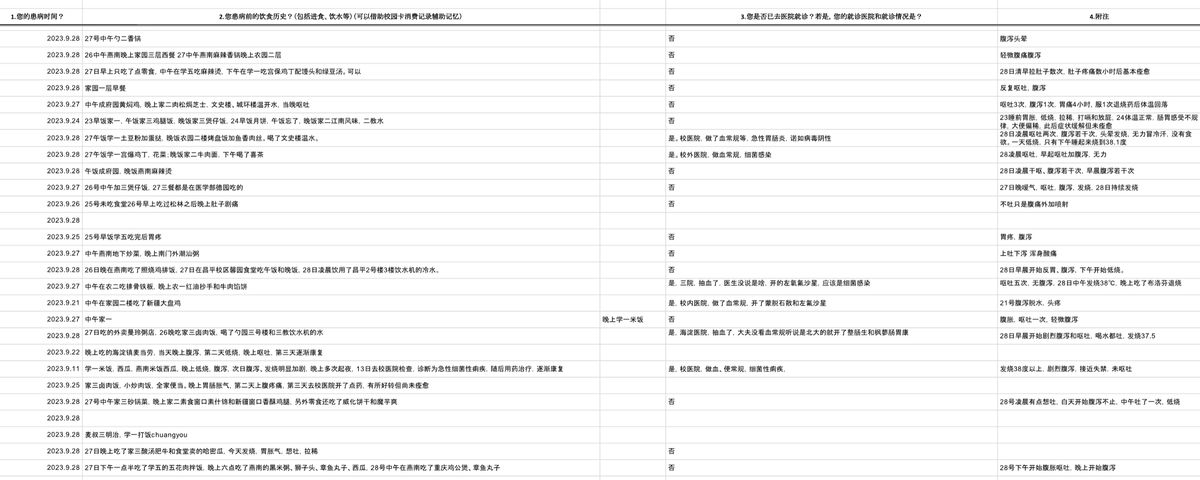 1.您的患病时间？ 2.您患病前的饮食历史？(包括进食、饮水等) (可以借助校园卡消费记录辅助记忆) 3.您是否已去医院就诊？若是，您的就诊医院和就诊情况是？ 4.附注
2023.9.28 27号中午勺二香锅 否 腹泻头晕
2023.9.28 26中午燕南晚上家园三层西餐 27中午燕南麻辣香锅晚上农园二层 否 轻微腹痛腹泻
2023.9.28 27日早上只吃了点零食，中午在学五吃麻辣烫，下午在学一吃宫保鸡丁配馒头和绿豆汤。可以 否 28日清早拉肚子数次，肚子疼痛数小时后基本痊愈
2023.9.28 家园一层早餐 否 反复呕吐，腹泻
2023.9.27 中午成府园黄焖鸡，晚上家二肉松焗芝士，文史楼、城环楼温开水，当晚呕吐 否 呕吐3次，腹泻1次，胃痛4小时，服1次退烧药后体温回落
2023.9.24 23早饭家一，午饭家三鸡腿饭，晚饭家三煲仔饭，24早饭月饼，午饭忘了，晚饭家二江南风味，二教水 否 23睡前胃胀，低烧，拉稀，打嗝和放屁，24体温正常，肠胃感受不规
律，大便偏稀，此后症状缓解但未痊愈
2023.9.28 27午饭学一土豆粉加蛋挞，晚饭农园二楼烤盘饭加鱼香肉丝。喝了文史楼温水。 是。校医院，做了血常规等，急性胃肠炎，诺如病毒阴性 28日凌晨呕吐两次，腹泻若干次，头晕发烧，无力冒冷汗，没有食
欲。一天低烧，只有下午睡起来烧到38.1度
2023.9.28 27午饭学一宫爆鸡丁，花菜;晚饭家二牛肉面，下午喝了喜茶 是。校外医院，做血常规，细菌感染 28凌晨呕吐，早起呕吐加腹泻，无力
2023.9.28 午饭成府园，晚饭燕南麻辣烫 否 28日凌晨干呕、腹泻若干次，早晨腹泻若干次
2023.9.27 26号中午加三煲仔饭，27三餐都是在医学部德园吃的 否 27日晚嗳气，呕吐，腹泻，发烧，28日持续发烧
2023.9.26 25号未吃食堂26号早上吃过松林之后晚上肚子剧痛 否 不吐只是腹痛外加喷射
2023.9.28
2023.9.25 25号早饭学五吃完后胃疼 否 胃疼，腹泻
2023.9.27 中午燕南地下炒菜，晚上南门外潮汕粥 否 上吐下泻 浑身酸痛
2023.9.28 26日晚在燕南吃了照烧鸡排饭，27日在昌平校区馨园食堂吃午饭和晚饭，28日凌晨饮用了昌平2号楼3楼饮水机的冷水。 否 28日早晨开始反胃、腹泻，下午开始低烧。
2023.9.27 中午在农二吃排骨铁板，晚上农一红油抄手和牛肉馅饼 是，三院，抽血了，医生没说是啥，开的左氧氟沙星，应该是细菌感染 呕吐五次，无腹泻，28日中午发烧38℃，晚上吃了布洛芬退烧
2023.9.21 中午在家园二楼吃了新疆大盘鸡 是，校内医院，做了血常规，开了蒙脱石散和左氟沙星 21号腹泻脱水，头疼
2023.9.27 中午家一 晚上学一米饭 否 腹胀，呕吐一次，轻微腹泻
2023.9.28 27日吃的外卖曼玲粥店，26晚吃家三卤肉饭，喝了勺园三号楼和三教饮水机的水 是，海淀医院，抽血了，大夫没看血常规听说是北大的就开了整肠生和枫蓼肠胃康 28日早晨开始剧烈腹泻和呕吐，喝水都吐，发烧37.5
2023.9.22 晚上吃的海淀镇麦当劳，当天晚上腹泻，第二天低烧，晚上呕吐，第三天逐渐康复
2023.9.11 学一米饭，西瓜，燕南米饭西瓜，晚上低烧，腹泻，次日腹泻、发烧明显加剧，晚上多次起夜，13日去校医院检查，诊断为急性细菌性痢疾，随后用药治疗，逐渐康复 是，校医院，做血、便常规，细菌性痢疾， 发烧38度以上，剧烈腹泻，接近失禁，未呕吐
2023.9.25 家三卤肉饭，小炒肉饭，全家便当。晚上胃肠胀气，第二天上腹疼痛，第三天去校医院开了点药，有所好转但尚未痊愈
2023.9.28 27号中午家三砂锅菜，晚上家二素食窗口素什锦和新疆窗口香酥鸡腿，另外零食还吃了威化饼干和魔芋爽 否 28号凌晨有点想吐，白天开始腹泻不止，中午吐了一次，低烧
2023.9.28
2023.9.28 麦叔三明治，学一打饭chuangyou
2023.9.28 27日晚上吃了家三酸汤肥牛和食堂卖的哈密瓜，今天发烧，胃胀气，想吐，拉稀 否
2023.9.28 27日下午一点半吃了学五的五花肉拌饭，晚上六点吃了燕南的黑米粥、狮子头、章鱼丸子、西瓜，28号中午在燕南吃了重庆鸡公煲、章鱼丸子 否 28号下午开始腹胀呕吐，晚上开始腹泻